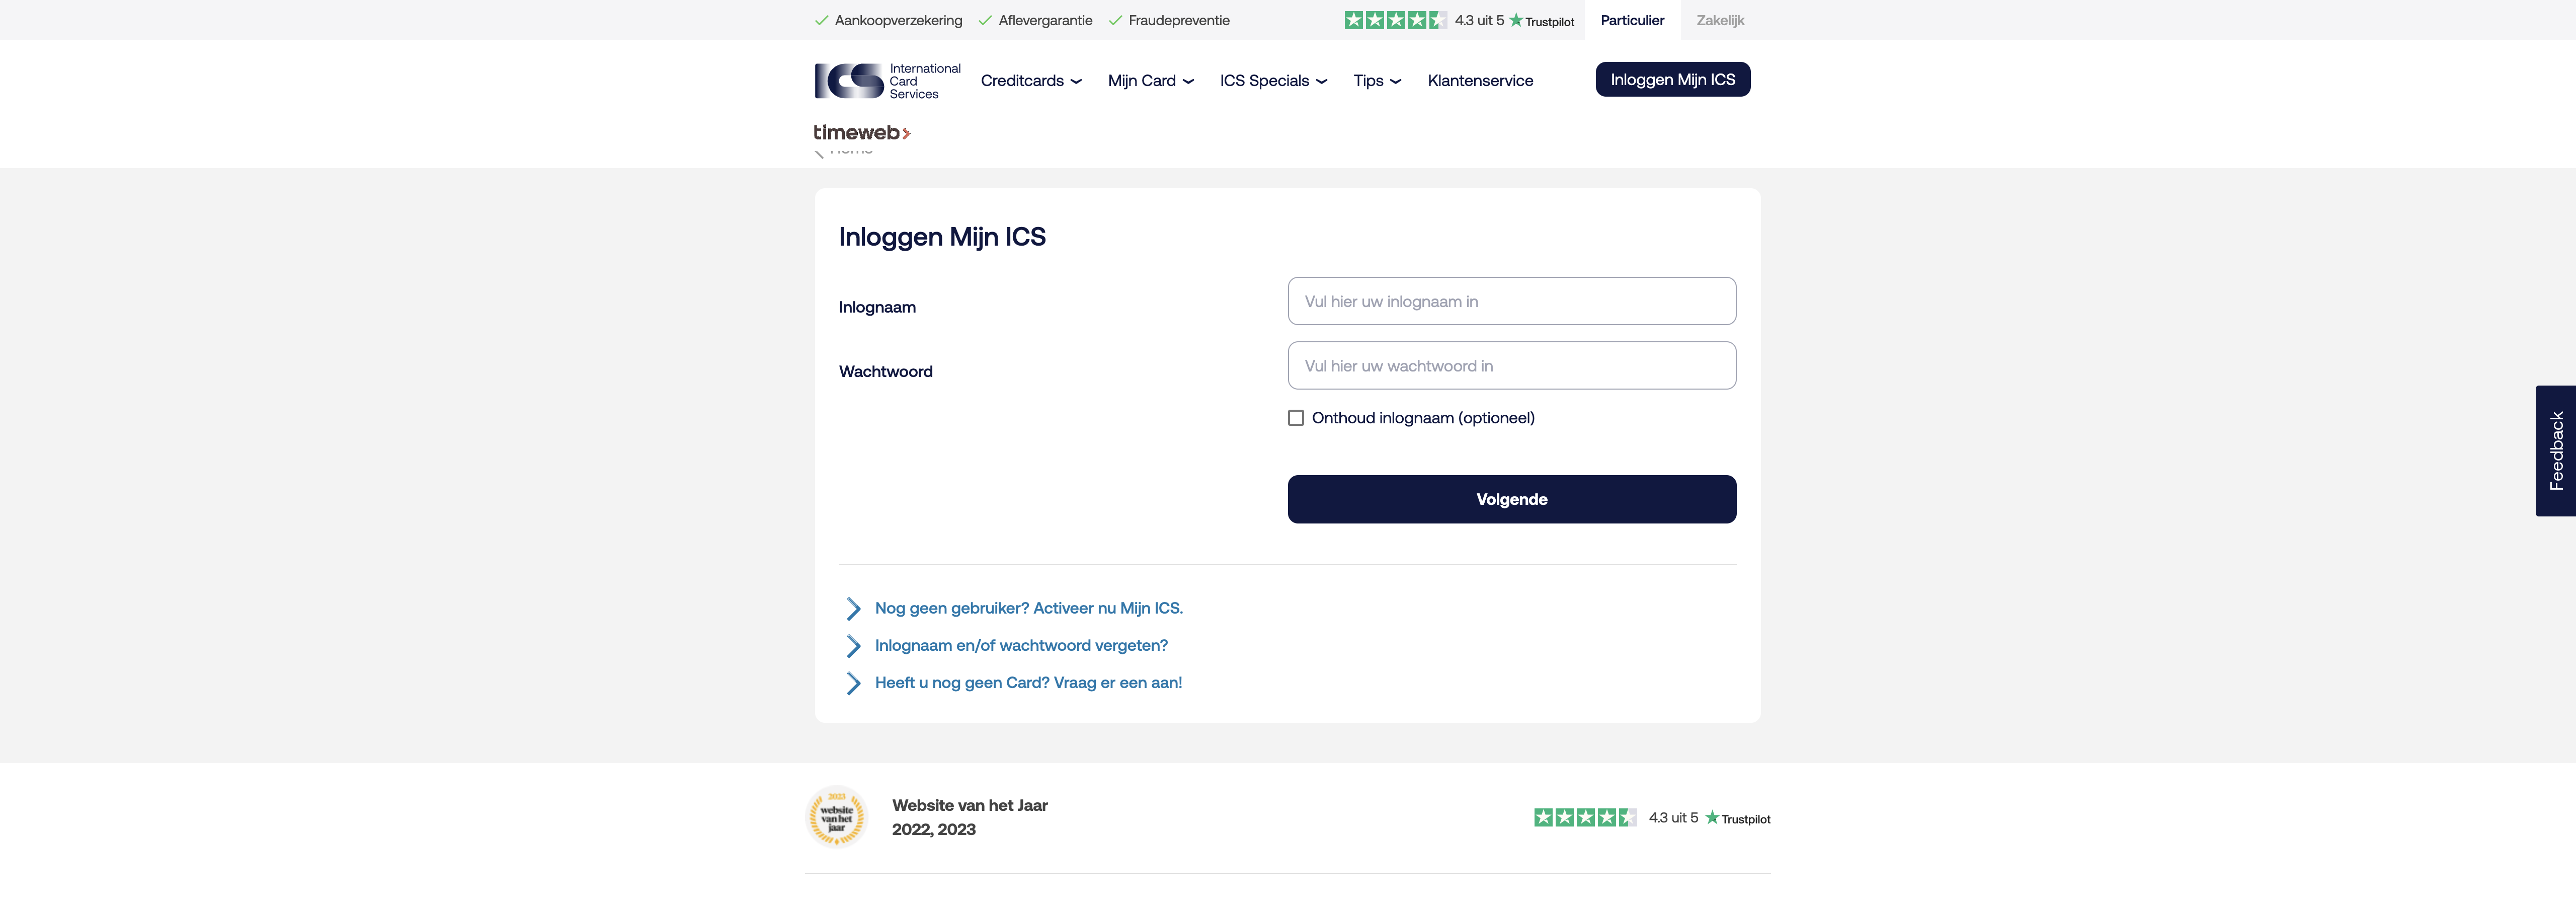 Aankoopverzekering Aflevergarantie Fraudepreventie 4.3 uit 5 Trustpilot Particulier Zakelijk
ICS International Card Services
Creditcards Mijn Card ICS Specials Tips Klantenservice Inloggen Mijn ICS
timeweb
Inloggen Mijn ICS
Inlognaam Vul hier uw inlognaam in
Wachtwoord Vul hier uw wachtwoord in
Onthoud inlognaam (optioneel)
Volgende
Feedback
Nog geen gebruiker? Activeer nu Mijn ICS.
Inlognaam en/of wachtwoord vergeten?
Heeft u nog geen Card? Vraag er een aan!
2023
website
van het
jaar
Website van het Jaar
2022, 2023
4.3 uit 5 Trustpilot